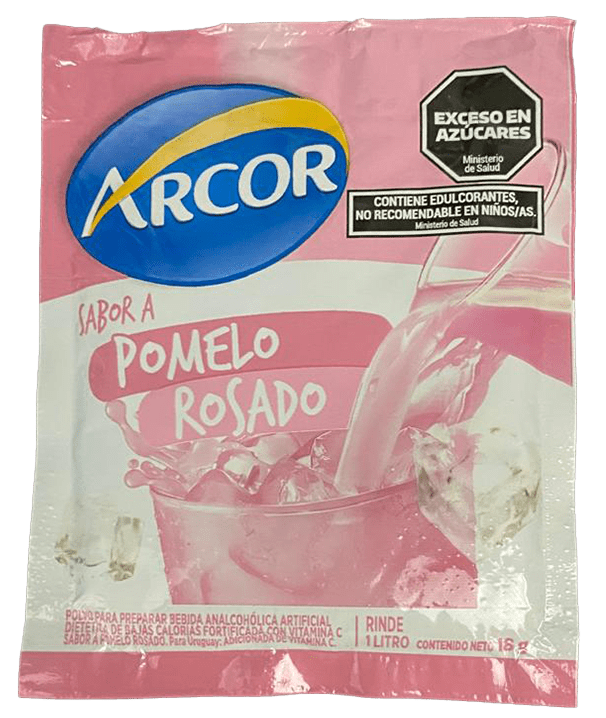 ARCOR
EXCESO EN
AZÚCARES
Ministerio
de Salud
CONTIENE EDULCORANTES,
NO RECOMENDABLE EN NIÑOS/AS.
Ministerio de Salud
SABOR A
POMELO
ROSADO
POLVO PARA PREPARAR BEBIDA ANALCOHÓLICA ARTIFICIAL
DIETETICA DE BAJAS CALORÍAS FORTIFICADA CON VITAMINA C
SABOR A POMELO ROSADO. Para Uruguay: ADICIONADA DE VITAMINA C.
RINDE
1 LITRO CONTENIDO NETO 18 g